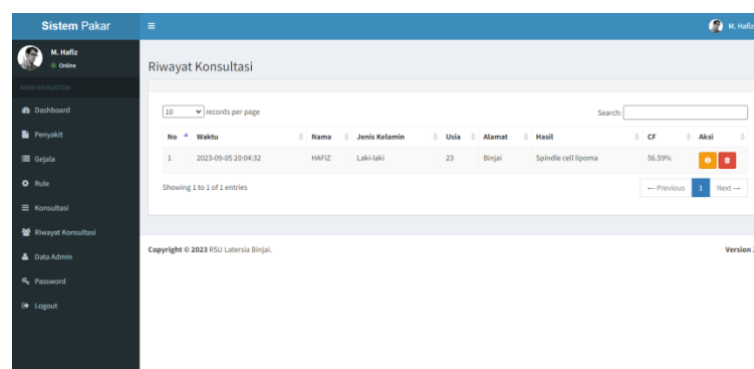 Sistem Pakar
M. Hafiz
M. Hafiz
Online
MAIN NAVIGATION
Dashboard
Penyakit
Gejala
Rule
Konsultasi
Riwayat Konsultasi
Data Admin
Password
Logout
Riwayat Konsultasi
10 records per page Search:
No Waktu Nama Jenis Kelamin Usia Alamat Hasil CF Aksi
1 2023-09-05 20:04:32 HAFIZ Laki-laki 23 Binjai Spindle cell lipoma 56.59%
Showing 1 to 1 of 1 entries ← Previous 1 Next →
Copyright © 2023 RSU Latersia Binjai. Version